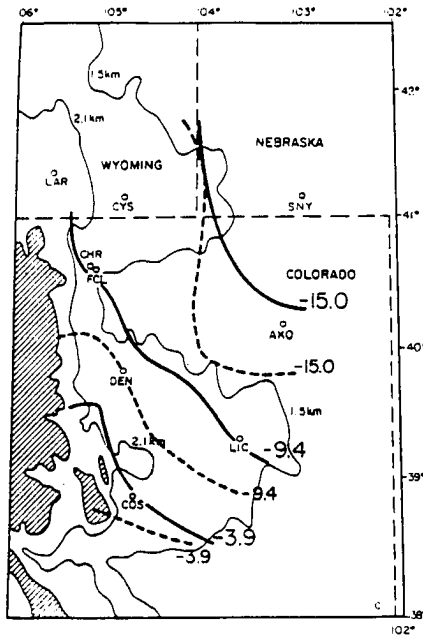 06° 105° 104° 103° 102°
1.5km
42°
2.1km
NEBRASKA
WYOMING
LAR
CYS
SNY
41°
CHR
FCL
COLORADO
-15.0
AKO
40°
-15.0
DEN
1.5km
2.1km
LIC
-9.4
39°
9.4
COS
-3.9
-3.9
C
38°
102°